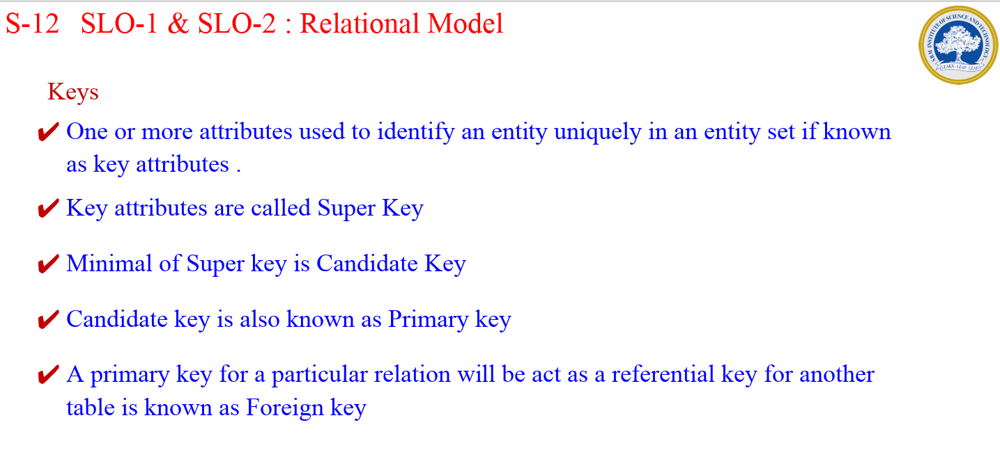 S-12 SLO-1 & SLO-2 : Relational Model
SRM INSTITUTE OF SCIENCE AND TECHNOLOGY
LEARN - LEAP - LEAD
Keys
✔ One or more attributes used to identify an entity uniquely in an entity set if known
as key attributes .
✔ Key attributes are called Super Key
✔ Minimal of Super key is Candidate Key
✔ Candidate key is also known as Primary key
✔ A primary key for a particular relation will be act as a referential key for another
table is known as Foreign key